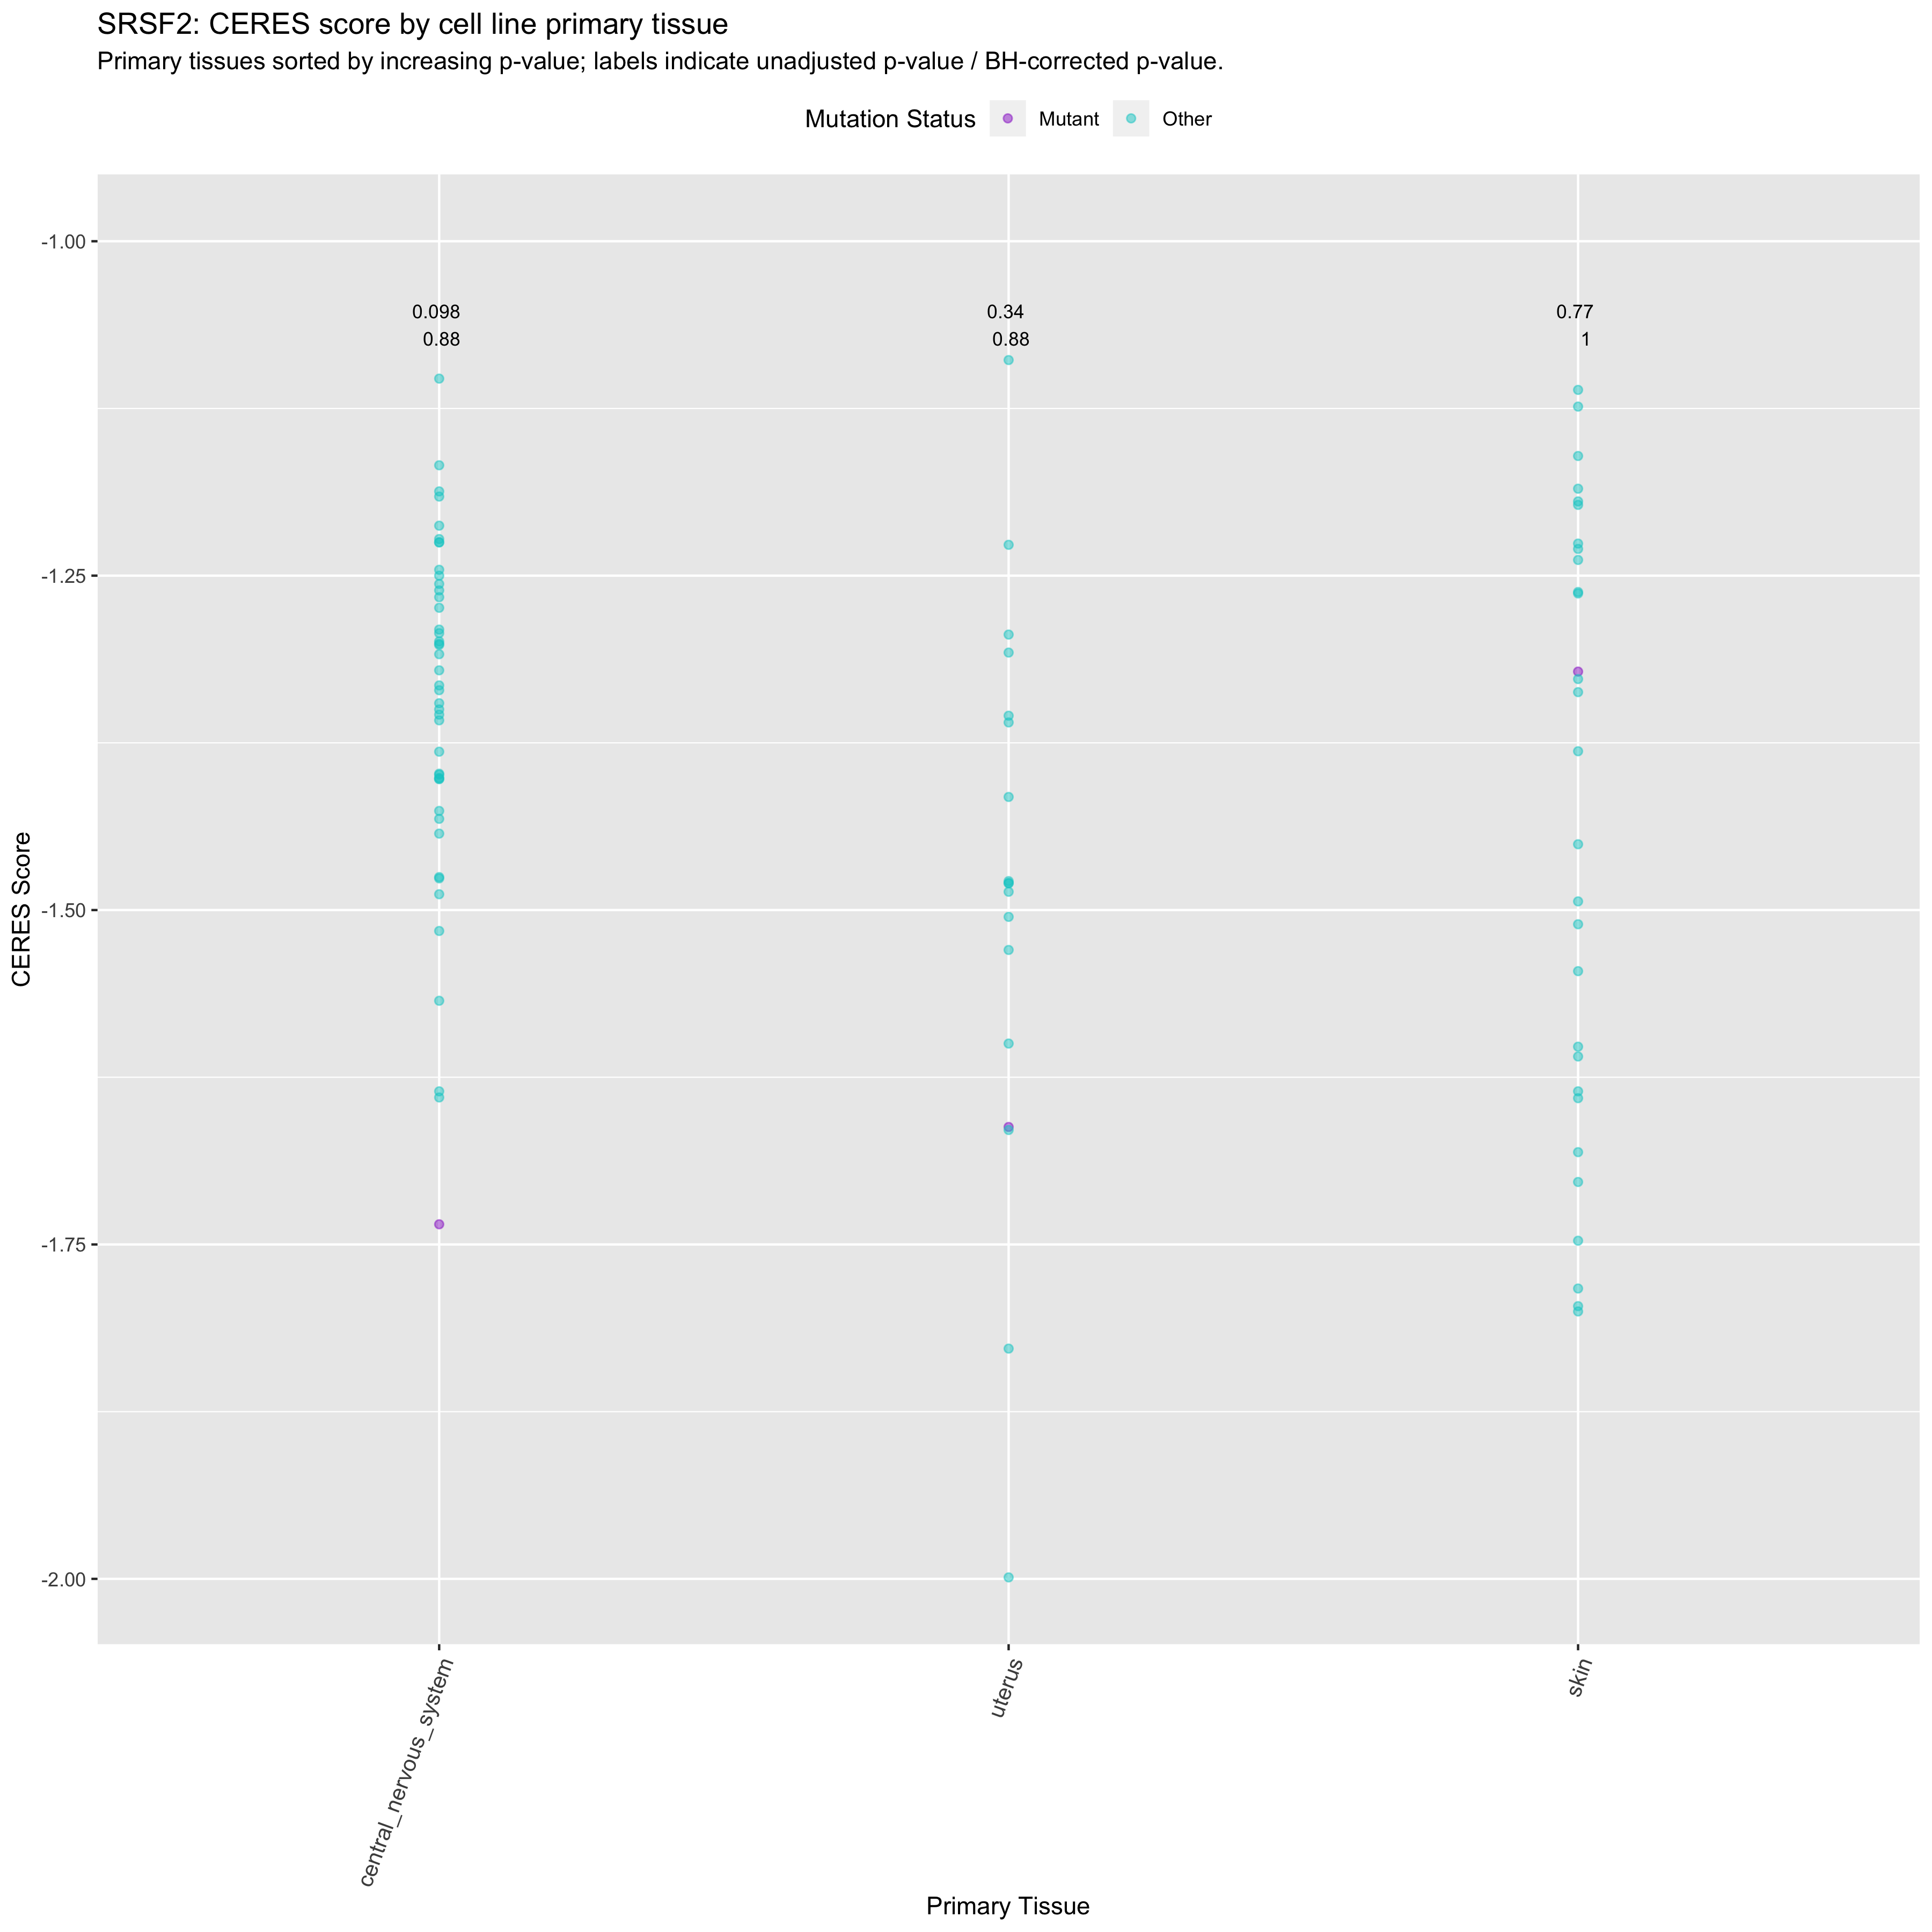 SRSF2: CERES score by cell line primary tissue
Primary tissues sorted by increasing p-value; labels indicate unadjusted p-value / BH-corrected p-value.
Mutation Status Mutant Other
-1.00
0.098 0.34 0.77
0.88 0.88 1
-1.25
CERES Score
-1.50
-1.75
-2.00
central_nervous_system uterus skin
Primary Tissue